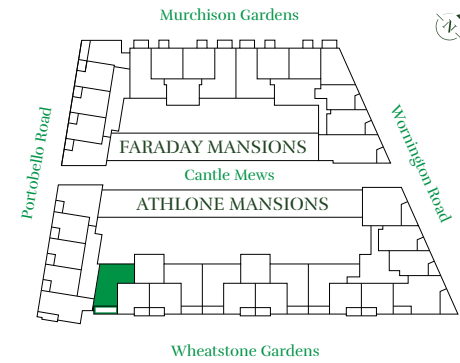 Murchison Gardens
N
Portobello Road
Wornington Road
FARADAY MANSIONS
Cantle Mews
ATHLONE MANSIONS
Wheatstone Gardens